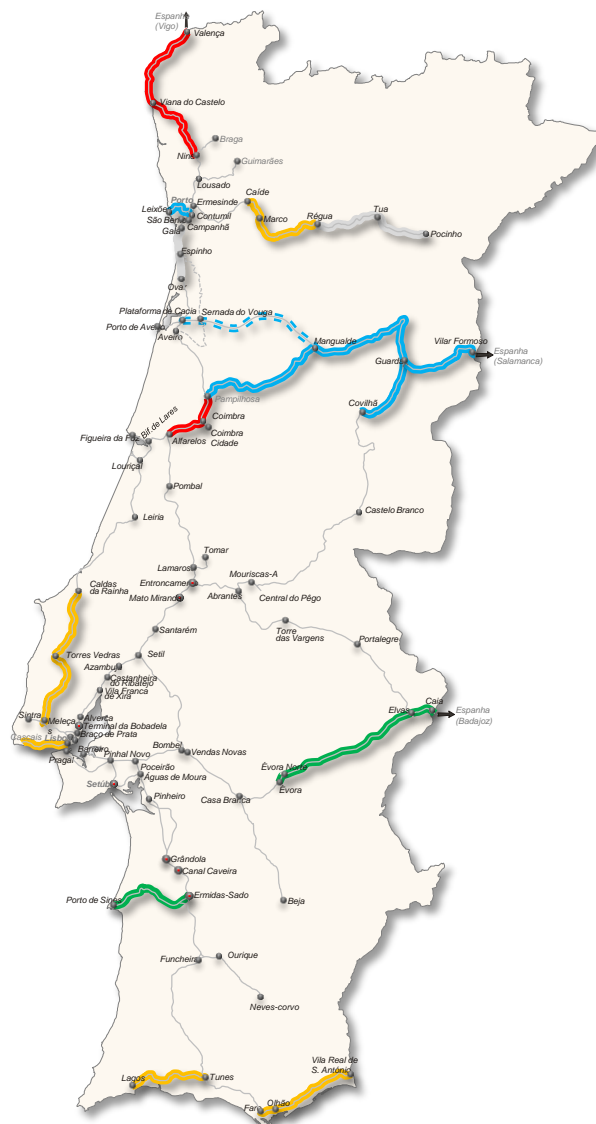 Espanha
(Vigo)
Valença
Viana do Castelo
Braga
Nine
Guimarães
Lousado
Caíde
Porto
Ermesinde
Leixões
Contumil
São Bento
Campanhã
Gaia
Marco
Régua
Tua
Pocinho
Espinho
Ovar
Plataforma de Cacia
Sernada do Vouga
Porto de Aveiro
Aveiro
Mangualde
Vilar Formoso
Espanha
(Salamanca)
Guarda
Pampilhosa
Covilhã
Coimbra
Bif de Lares
Figueira da Foz
Alfarelos
Coimbra
Cidade
Louriçal
Pombal
Leiria
Castelo Branco
Tomar
Lamarosa
Mouriscas-A
Entroncamento
Caldas
da Rainha
Mato Miranda
Abrantes
Central do Pêgo
Santarém
Torre
das Vargens
Portalegre
Torres Vedras
Setil
Azambuja
Castanheira
do Ribatejo
Vila Franca
de Xira
Elvas
Caia
Espanha
(Badajoz)
Sintra
Meleças
Alverca
Terminal da Bobadela
Braço de Prata
Cascais
Lisboa
Barreiro
Pragal
Pinhal Novo
Bombel
Vendas Novas
Poceirão
Águas de Moura
Évora Norte
Évora
Setúbal
Pinheiro
Casa Branca
Grândola
Canal Caveira
Porto de Sines
Ermidas-Sado
Beja
Funcheira
Ourique
Neves-corvo
Vila Real de
S. António
Lagos
Tunes
Olhão
Faro